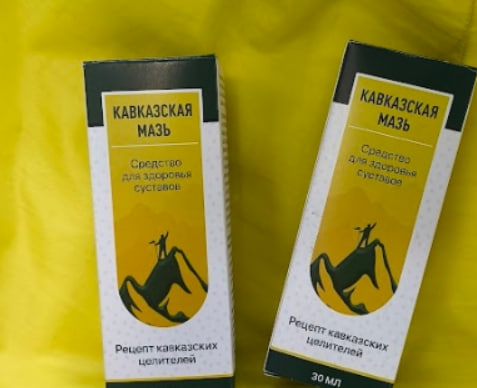 КАВКАЗСКАЯ
МАЗЬ
Средство
для здоровья
суставов
Рецепт кавказских
целителей
КАВКАЗСКАЯ
МАЗЬ
Средство
для здоровья
суставов
Рецепт кавказских
целителей
30 МЛ